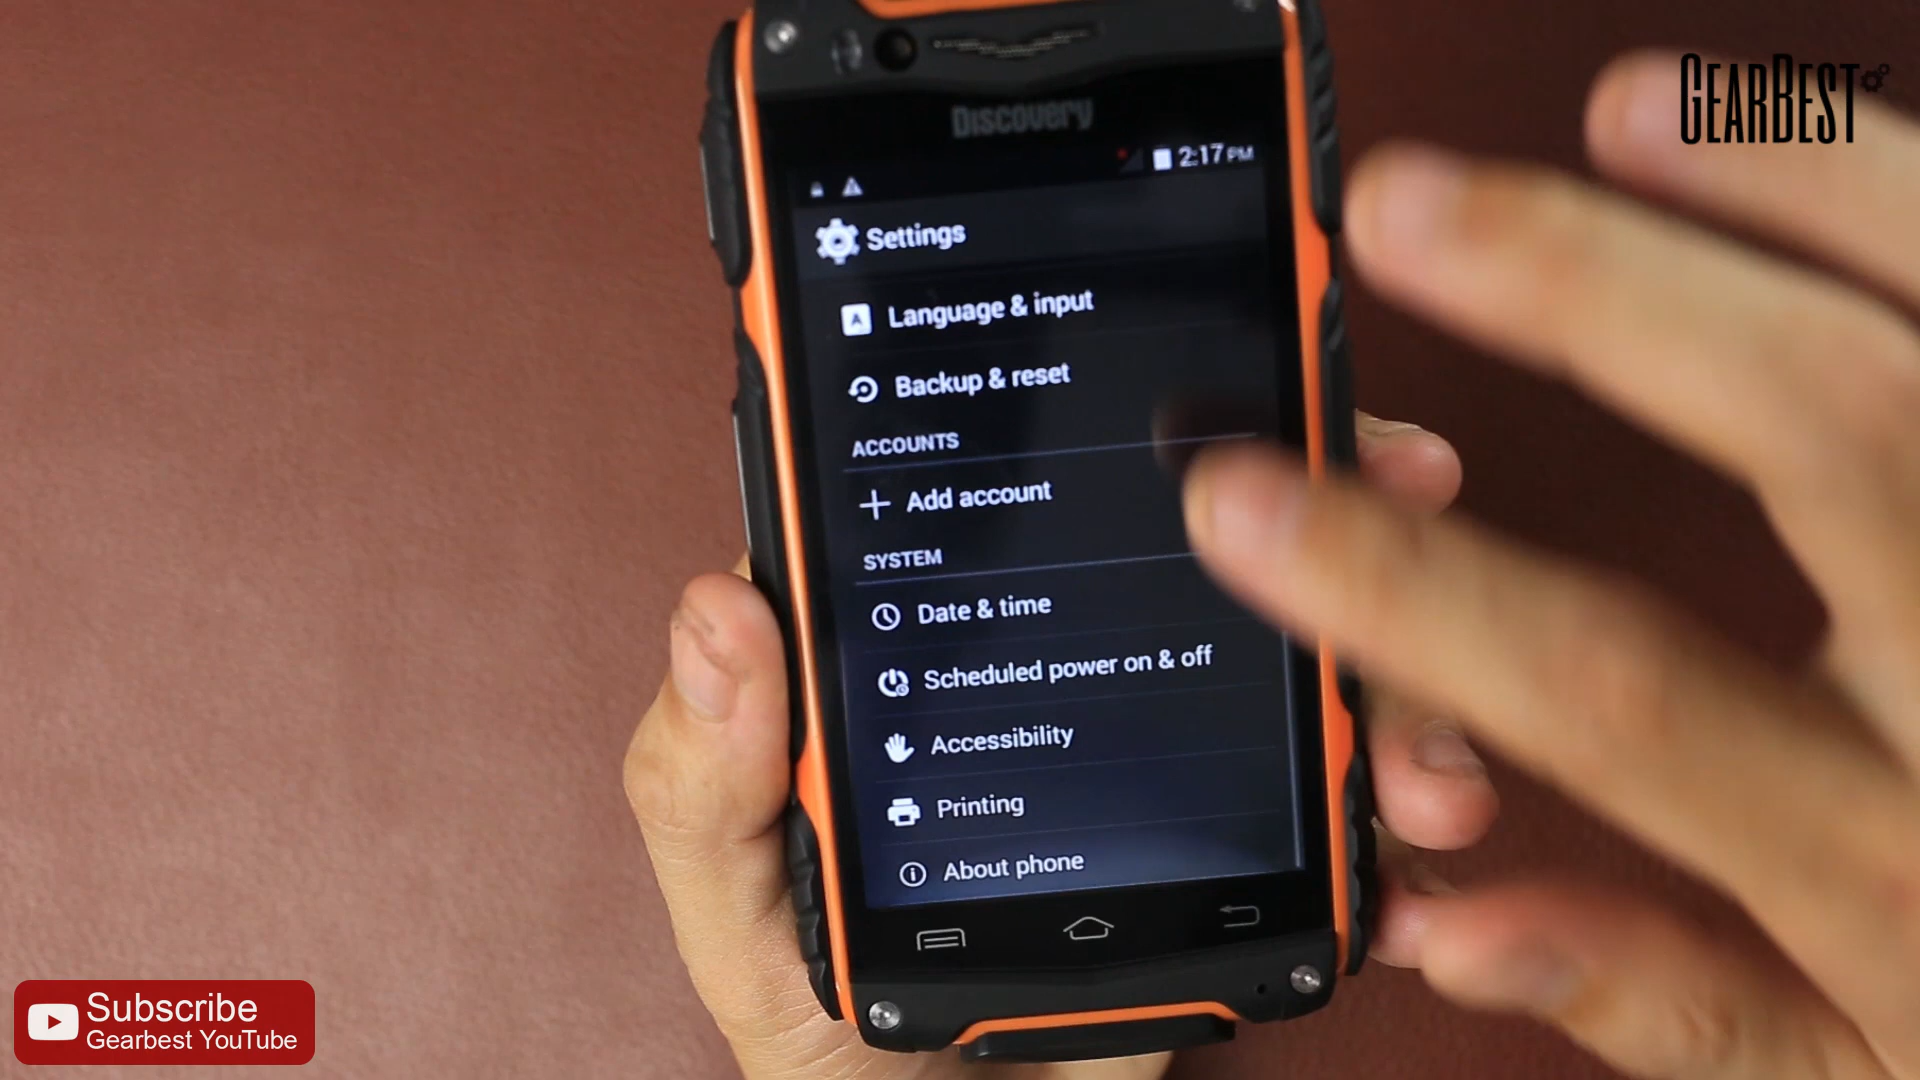 GEARBEST
DISCOVERY
2:17 PM
Settings
Language & input
Backup & reset
ACCOUNTS
Add account
SYSTEM
Date & time
Scheduled power on & off
Accessibility
Printing
About phone
Subscribe
Gearbest YouTube